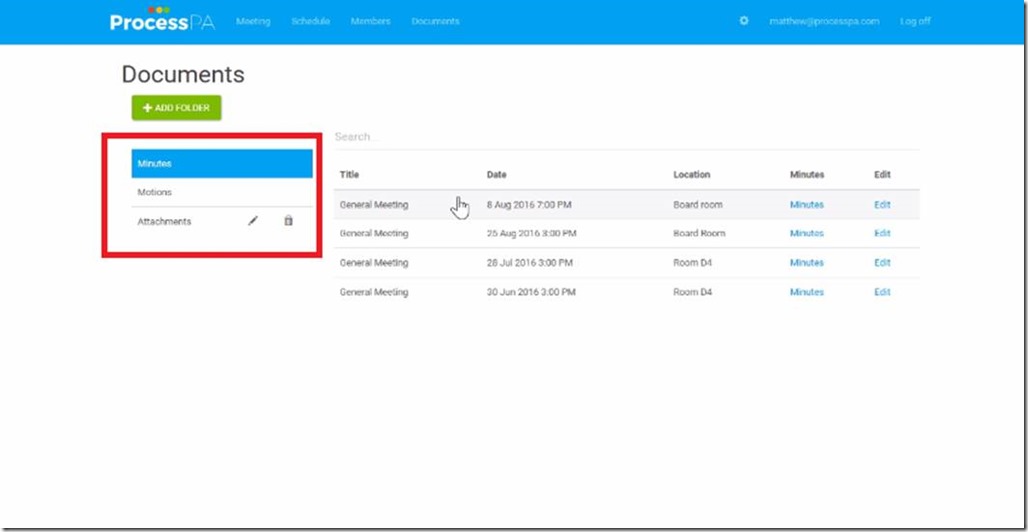 ProcessPA Meeting Schedule Members Documents matthew@processpa.com Log off
Documents
+ ADD FOLDER
Search...
Minutes
Motions
Attachments
Title Date Location Minutes Edit
General Meeting 8 Aug 2016 7:00 PM Board room Minutes Edit
General Meeting 25 Aug 2016 3:00 PM Board Room Minutes Edit
General Meeting 28 Jul 2016 3:00 PM Room D4 Minutes Edit
General Meeting 30 Jun 2016 3:00 PM Room D4 Minutes Edit